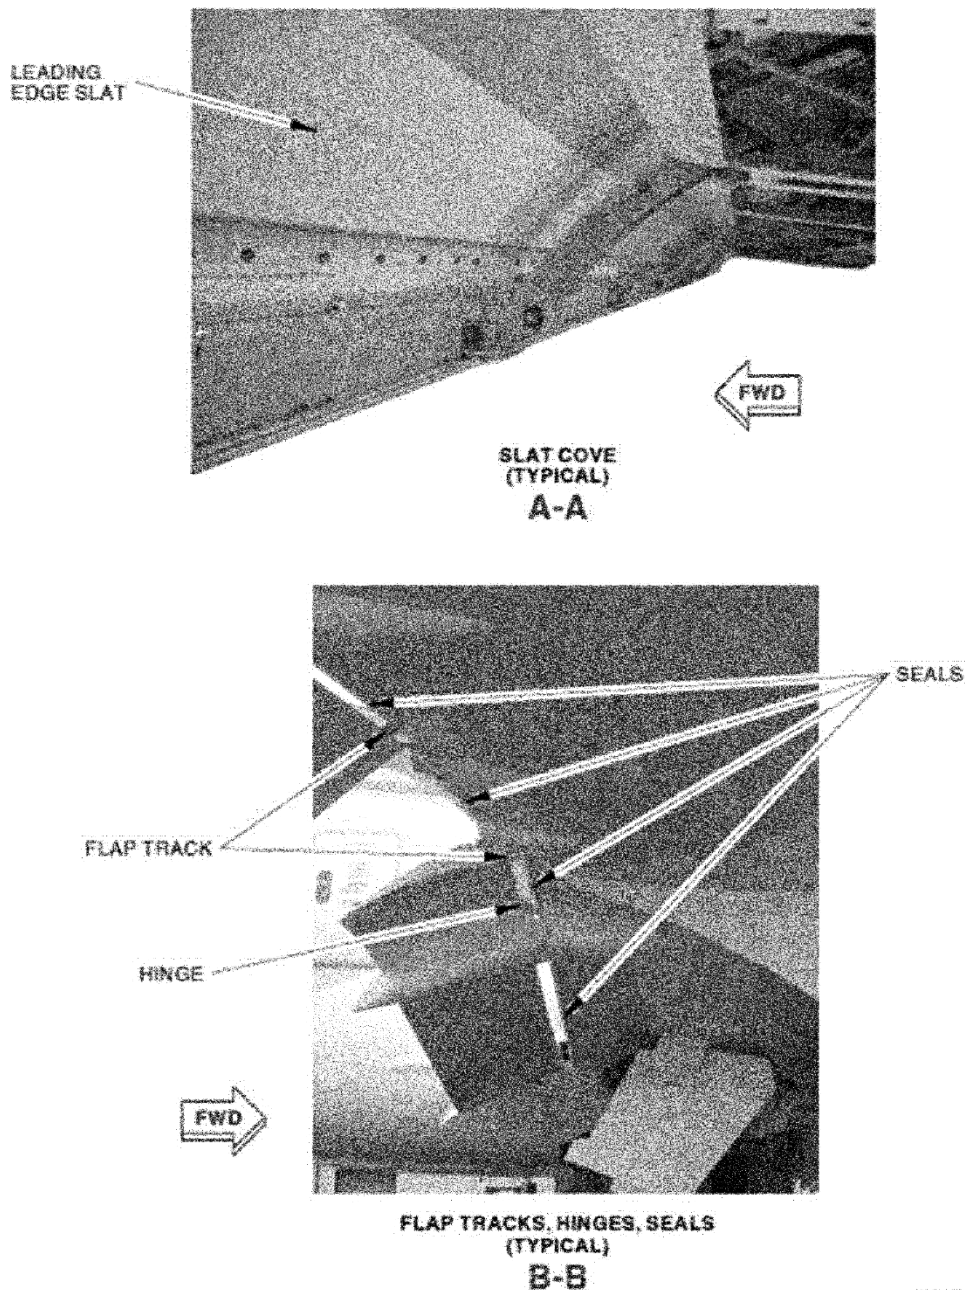 LEADING
EDGE SLAT
FWD
SLAT COVE
(TYPICAL)
A-A
SEALS
FLAP TRACK
HINGE
FWD
FLAP TRACKS, HINGES, SEALS
(TYPICAL)
B-B